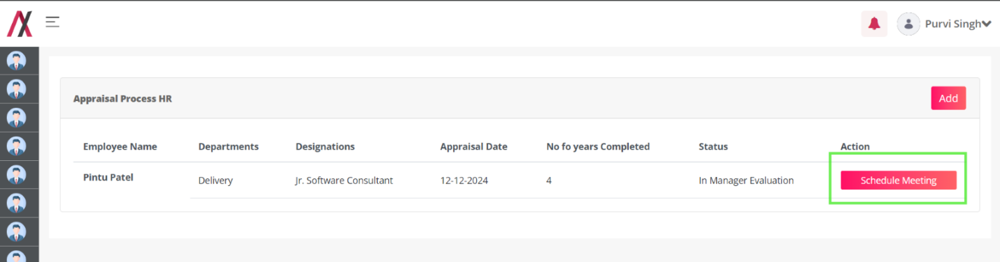 Purvi Singh
Appraisal Process HR
Add
Employee Name Departments Designations Appraisal Date No fo years Completed Status Action
Pintu Patel Delivery Jr. Software Consultant 12-12-2024 4 In Manager Evaluation Schedule Meeting